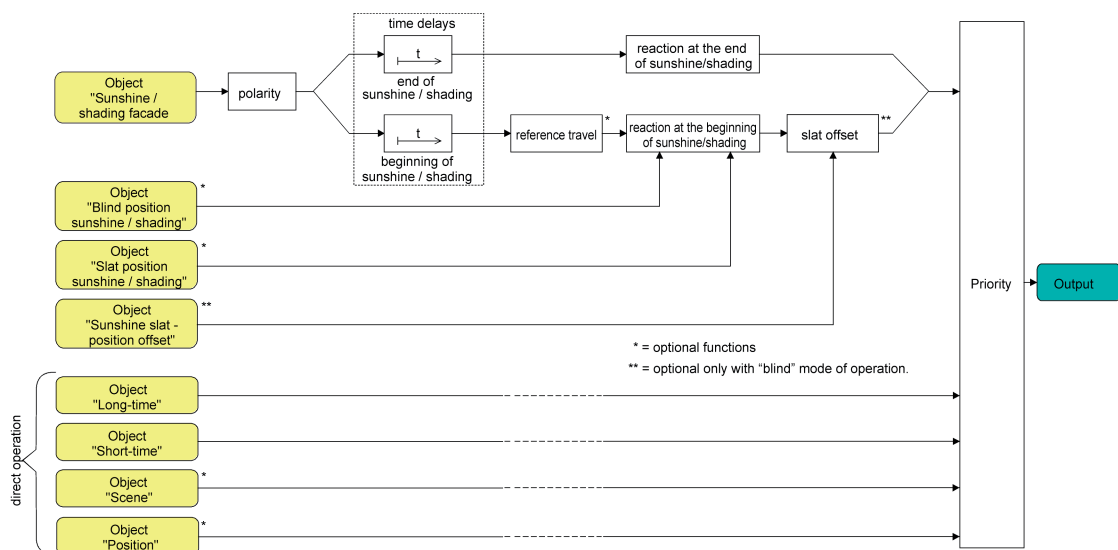 time delays
t
end of
sunshine / shading
reaction at the end
of sunshine/shading
Object
"Sunshine /
shading facade
polarity
t
beginning of
sunshine / shading
reference travel
*
reaction at the beginning
of sunshine/shading
slat offset
**
Object
"Blind position
sunshine / shading"
*
Object
"Slat position
sunshine / shading"
*
Object
"Sunshine slat -
position offset"
**
Priority
Output
* = optional functions
** = optional only with “blind” mode of operation.
direct operation
Object
"Long-time"
Object
"Short-time"
Object
"Scene"
*
Object
"Position"
*